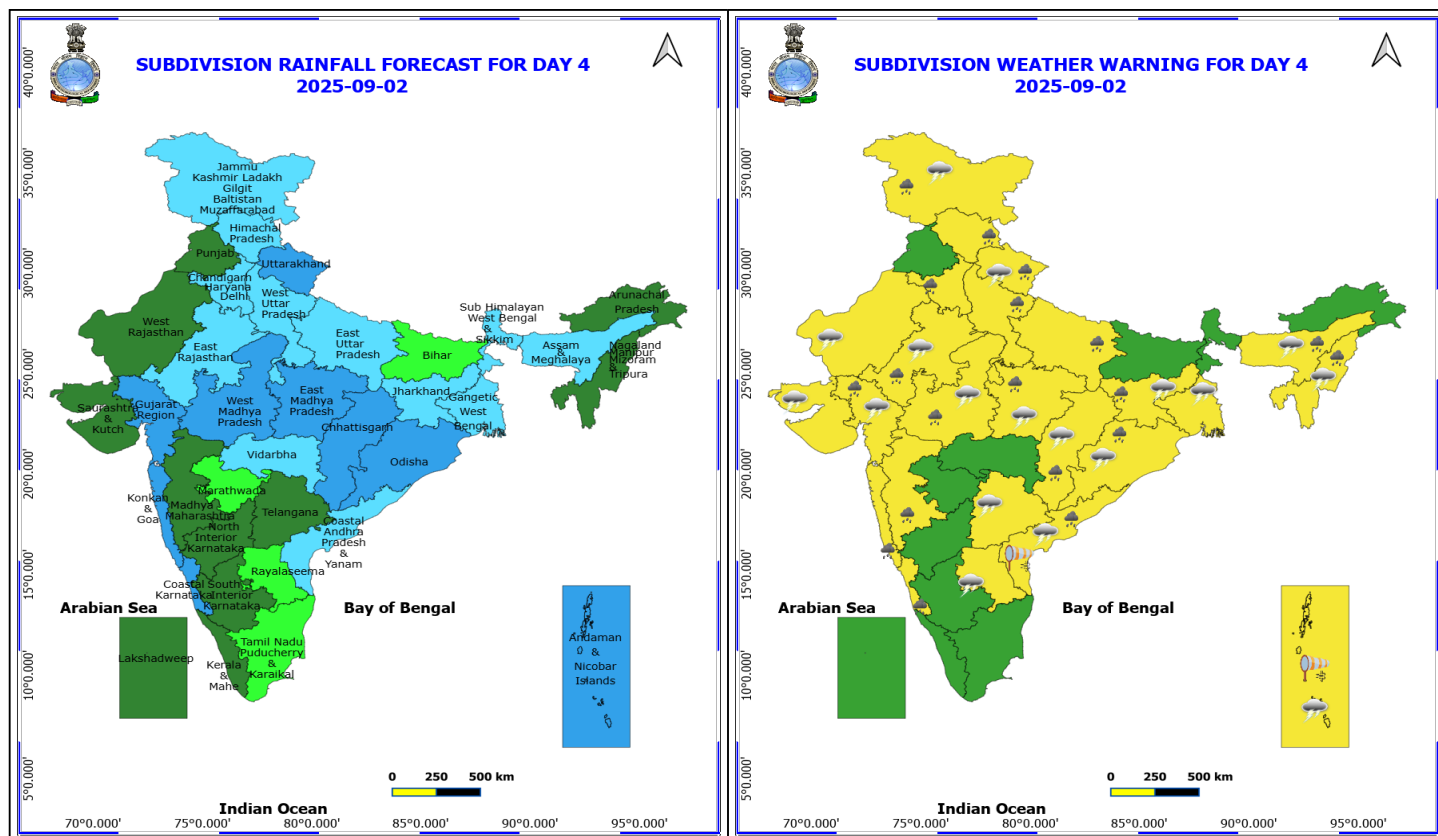 SUBDIVISION RAINFALL FORECAST FOR DAY 4
2025-09-02
40°0.000'
35°0.000'
30°0.000'
25°0.000'
20°0.000'
15°0.000'
10°0.000'
5°0.000'
Jammu
Kashmir Ladakh
Gilgit
Baltistan
Muzaffarabad
Himachal
Pradesh
Punjab
Uttarakhand
Chandigarh
Haryana
Delhi
West
Uttar
Pradesh
West
Rajasthan
East
Rajasthan
East
Uttar
Pradesh
Bihar
Sub Himalayan
West Bengal
&
Sikkim
Arunachal
Pradesh
Assam
&
Meghalaya
Nagaland
Manipur
Mizoram
&
Tripura
Jharkhand
Gangetic
West
Bengal
Saurashtra
&
Kutch
Gujarat
Region
West
Madhya
Pradesh
East
Madhya
Pradesh
Chhattisgarh
Odisha
Vidarbha
Marathwada
Konkan
&
Goa
Madhya
Maharashtra
Telangana
North
Interior
Karnataka
Coastal
Andhra
Pradesh
&
Yanam
Rayalaseema
Coastal
Karnataka
South
Interior
Karnataka
Tamil Nadu
Puducherry
&
Karaikal
Kerala
&
Mahe
Arabian Sea
Bay of Bengal
Lakshadweep
Andaman
&
Nicobar
Islands
0 250 500 km
Indian Ocean
70°0.000' 75°0.000' 80°0.000' 85°0.000' 90°0.000' 95°0.000'
SUBDIVISION WEATHER WARNING FOR DAY 4
2025-09-02
40°0.000'
35°0.000'
30°0.000'
25°0.000'
20°0.000'
15°0.000'
10°0.000'
5°0.000'
Arabian Sea
Bay of Bengal
0 250 500 km
Indian Ocean
70°0.000' 75°0.000' 80°0.000' 85°0.000' 90°0.000' 95°0.000'